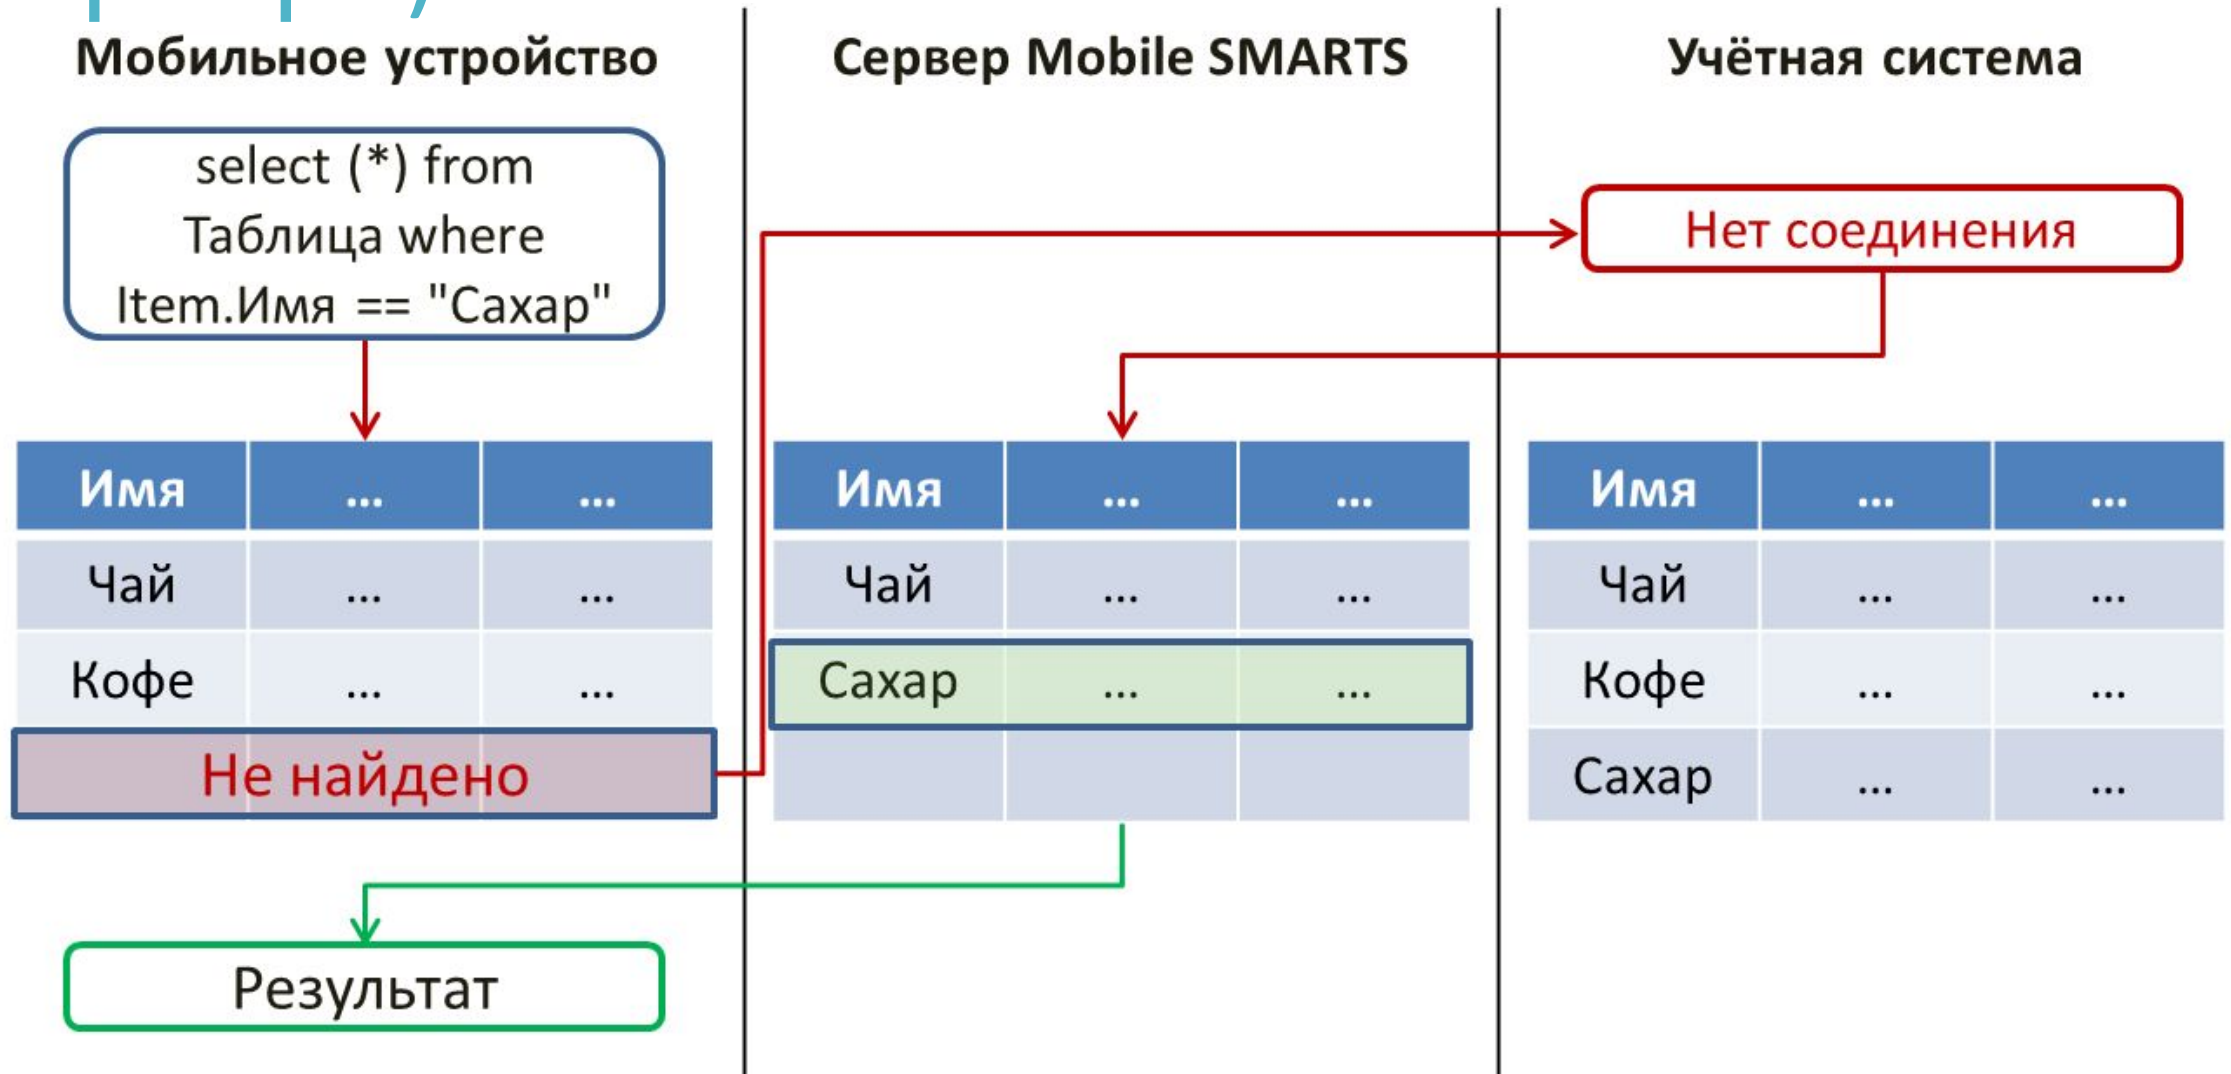 Мобильное устройство
Сервер Mobile SMARTS
Учётная система
select (*) from
Таблица where
Item.Имя == "Сахар"
Нет соединения
Имя ... ...
Чай ... ...
Кофе ... ...
Не найдено
Имя ... ...
Чай ... ...
Сахар ... ...
Имя ... ...
Чай ... ...
Кофе ... ...
Сахар ... ...
Результат